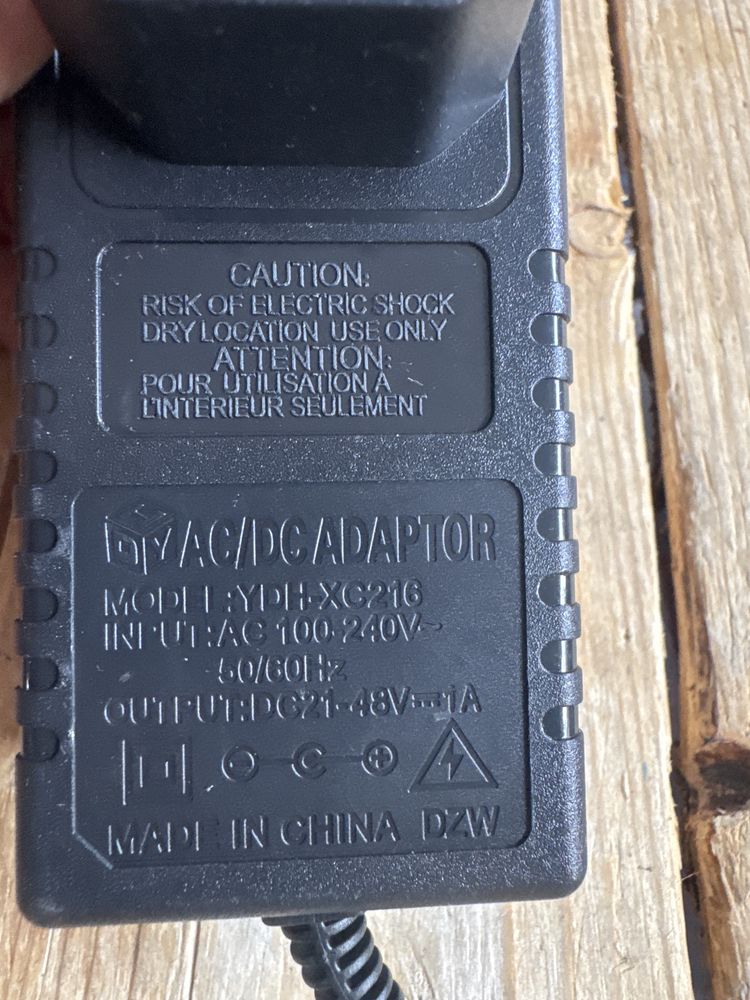 CAUTION:
RISK OF ELECTRIC SHOCK
DRY LOCATION USE ONLY
ATTENTION:
POUR UTILISATION A
L'INTERIEUR SEULEMENT
AC/DC ADAPTOR
MODEL:YDH-XC216
INPUT:AC 100-240V~
50/60Hz
OUTPUT:DC21-48V⎓1A
MADE IN CHINA DZW